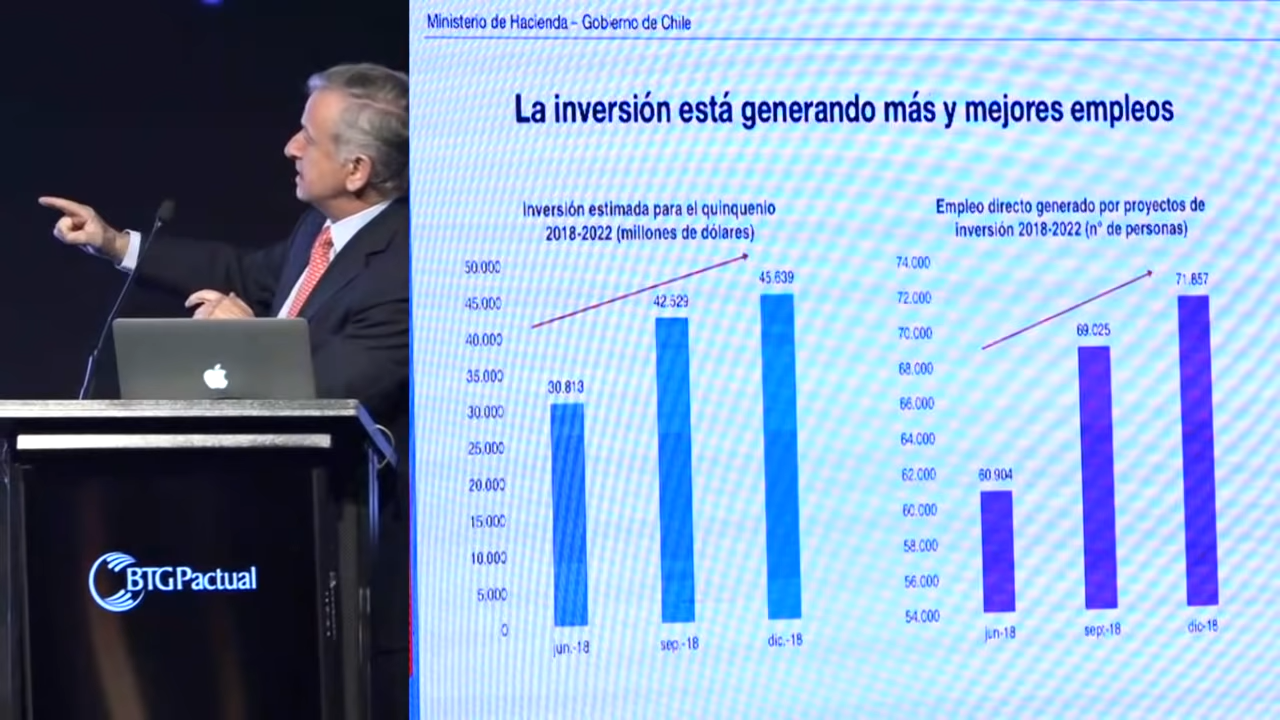 Ministerio de Hacienda – Gobierno de Chile
La inversión está generando más y mejores empleos
Inversión estimada para el quinquenio
2018-2022 (millones de dólares)
50.000
45.000
40.000
35.000
30.000
25.000
20.000
15.000
10.000
5.000
0
30.813
42.529
45.639
jun.-18
sep.-18
dic.-18
Empleo directo generado por proyectos de
inversión 2018-2022 (n° de personas)
74.000
72.000
70.000
68.000
66.000
64.000
62.000
60.000
58.000
56.000
54.000
60.904
69.025
71.857
jun-18
sept-18
dic-18
BTGPactual